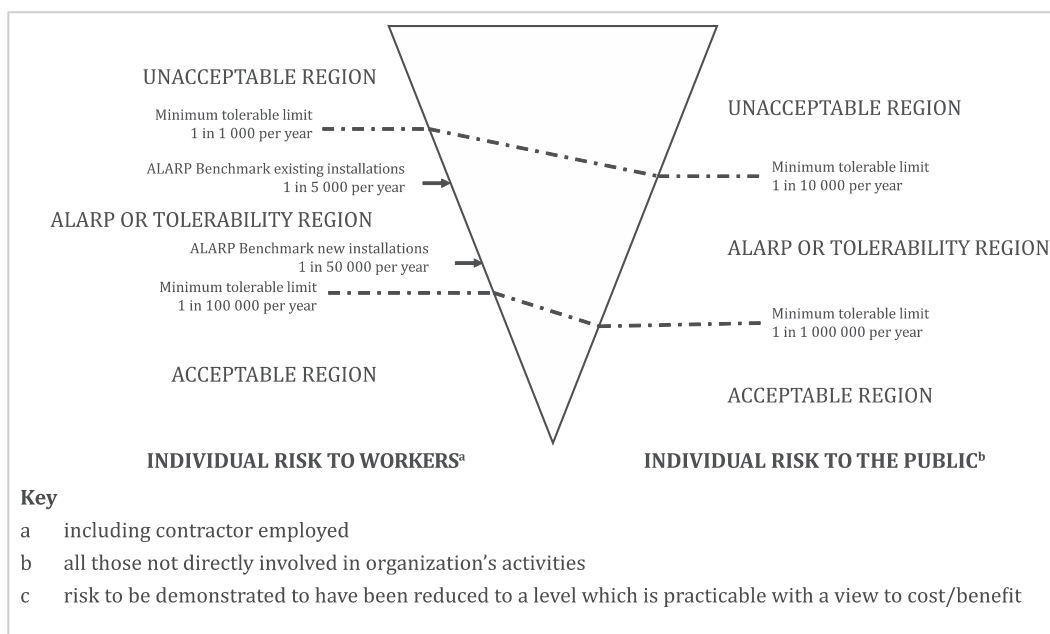 UNACCEPTABLE REGION
Minimum tolerable limit
1 in 1 000 per year
ALARP Benchmark existing installations
1 in 5 000 per year
ALARP OR TOLERABILITY REGION
ALARP Benchmark new installations
1 in 50 000 per year
Minimum tolerable limit
1 in 100 000 per year
ACCEPTABLE REGION
INDIVIDUAL RISK TO WORKERSᵃ
UNACCEPTABLE REGION
Minimum tolerable limit
1 in 10 000 per year
ALARP OR TOLERABILITY REGION
Minimum tolerable limit
1 in 1 000 000 per year
ACCEPTABLE REGION
INDIVIDUAL RISK TO THE PUBLICᵇ
Key
a including contractor employed
b all those not directly involved in organization’s activities
c risk to be demonstrated to have been reduced to a level which is practicable with a view to cost/benefit